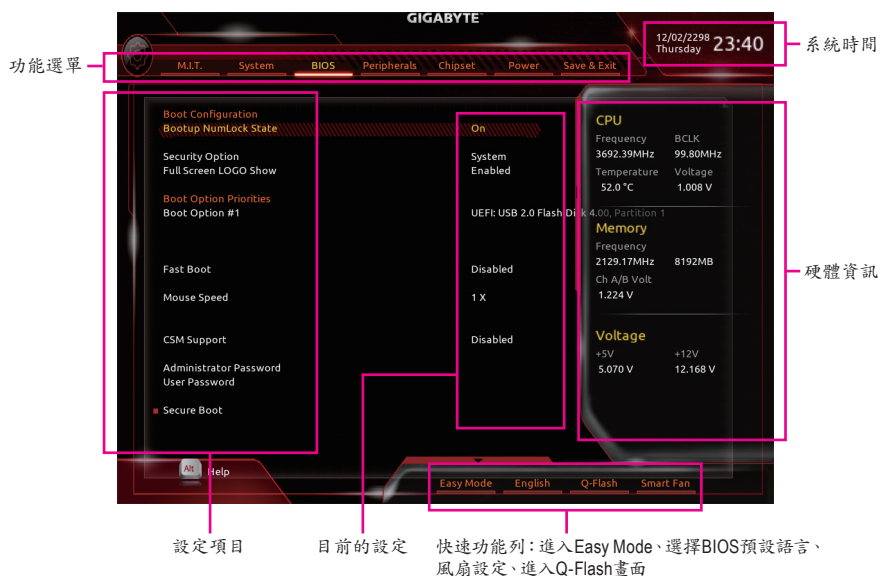 GIGABYTE™
12/02/2298
Thursday 23:40
系統時間
功能選單
M.I.T. System BIOS Peripherals Chipset Power Save & Exit
Boot Configuration
Bootup NumLock State On
Security Option System
Full Screen LOGO Show Enabled
Boot Option Priorities
Boot Option #1 UEFI: USB 2.0 Flash Disk 4.00, Partition 1
Fast Boot Disabled
Mouse Speed 1 X
CSM Support Disabled
Administrator Password
User Password
Secure Boot
CPU
Frequency BCLK
3692.39MHz 99.80MHz
Temperature Voltage
52.0 °C 1.008 V
Memory
Frequency
2129.17MHz 8192MB
Ch A/B Volt
1.224 V
Voltage
+5V +12V
5.070 V 12.168 V
硬體資訊
Alt Help
Easy Mode English Q-Flash Smart Fan
設定項目
目前的設定
快速功能列：進入Easy Mode、選擇BIOS預設語言、
風扇設定、進入Q-Flash畫面